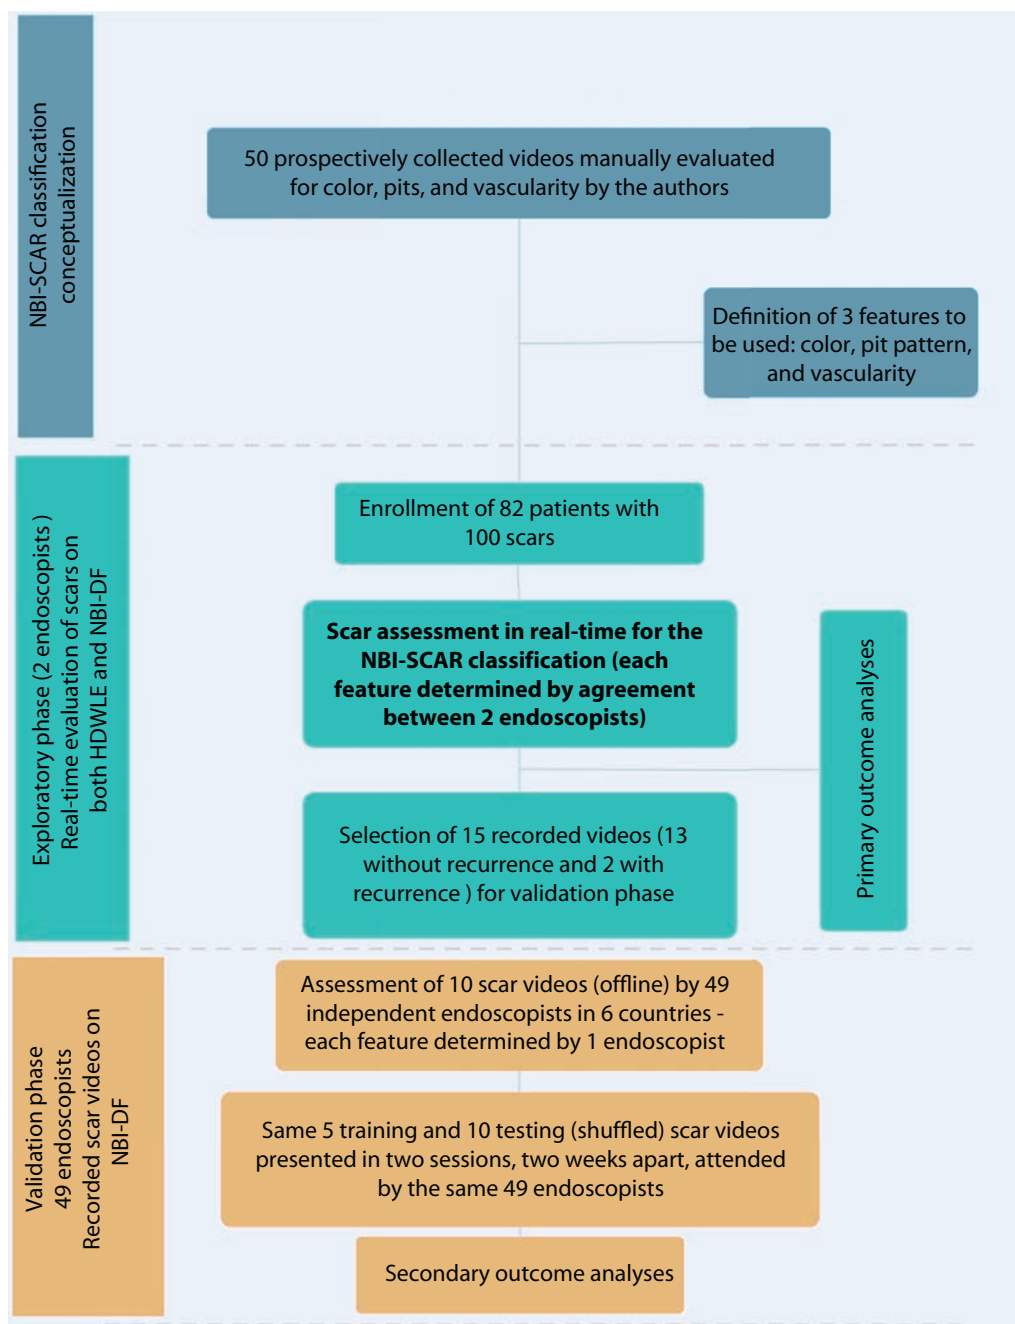 NBI-SCAR classification
conceptualization
50 prospectively collected videos manually evaluated
for color, pits, and vascularity by the authors
Definition of 3 features to
be used: color, pit pattern,
and vascularity
Exploratory phase (2 endoscopists )
Real-time evaluation of scars on
both HDWLE and NBI-DF
Enrollment of 82 patients with
100 scars
Scar assessment in real-time for the
NBI-SCAR classification (each
feature determined by agreement
between 2 endoscopists)
Primary outcome analyses
Selection of 15 recorded videos (13
without recurrence and 2 with
recurrence ) for validation phase
Validation phase
49 endoscopists
Recorded scar videos on
NBI-DF
Assessment of 10 scar videos (offline) by 49
independent endoscopists in 6 countries -
each feature determined by 1 endoscopist
Same 5 training and 10 testing (shuffled) scar videos
presented in two sessions, two weeks apart, attended
by the same 49 endoscopists
Secondary outcome analyses